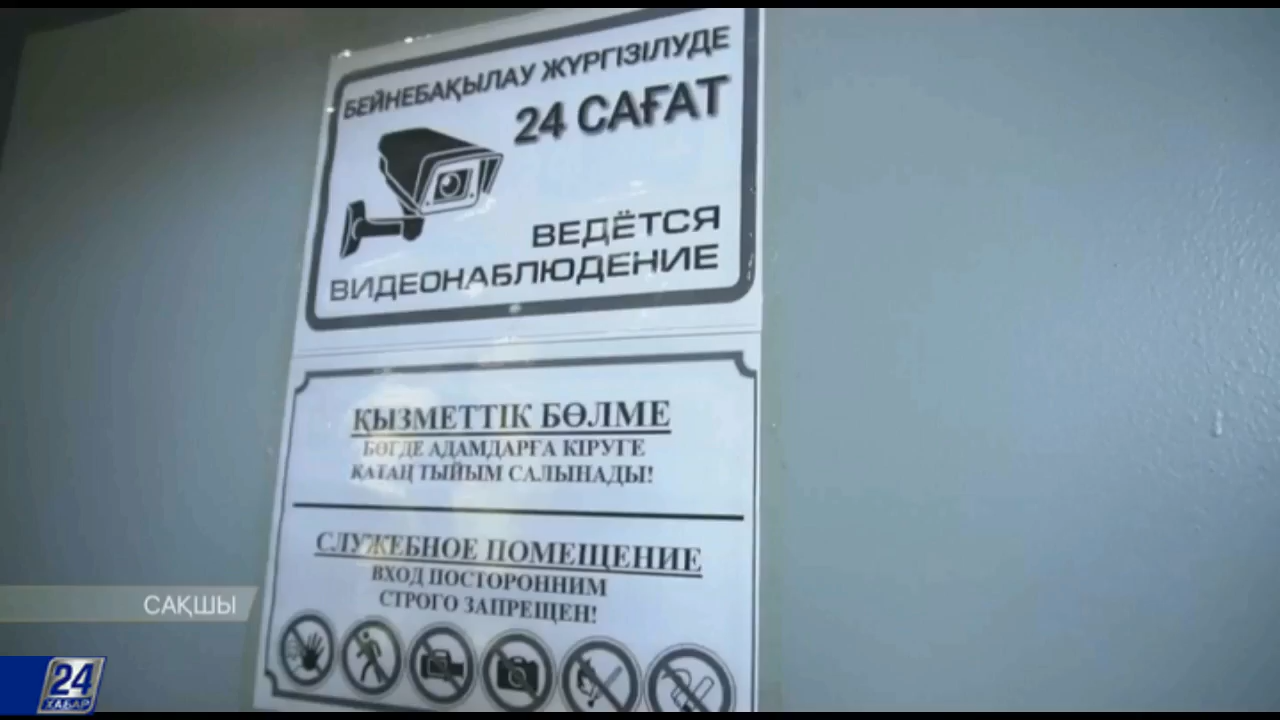 БЕЙНЕБАҚЫЛАУ ЖҮРГІЗІЛУДЕ
24 САҒАТ
ВЕДЁТСЯ
ВИДЕОНАБЛЮДЕНИЕ
ҚЫЗМЕТТІК БӨЛМЕ
БӨГДЕ АДАМДАРҒА КІРУГЕ
ҚАТАҢ ТЫЙЫМ САЛЫНАДЫ!
СЛУЖЕБНОЕ ПОМЕЩЕНИЕ
ВХОД ПОСТОРОННИМ
СТРОГО ЗАПРЕЩЕН!
САҚШЫ
24
ХАБАР